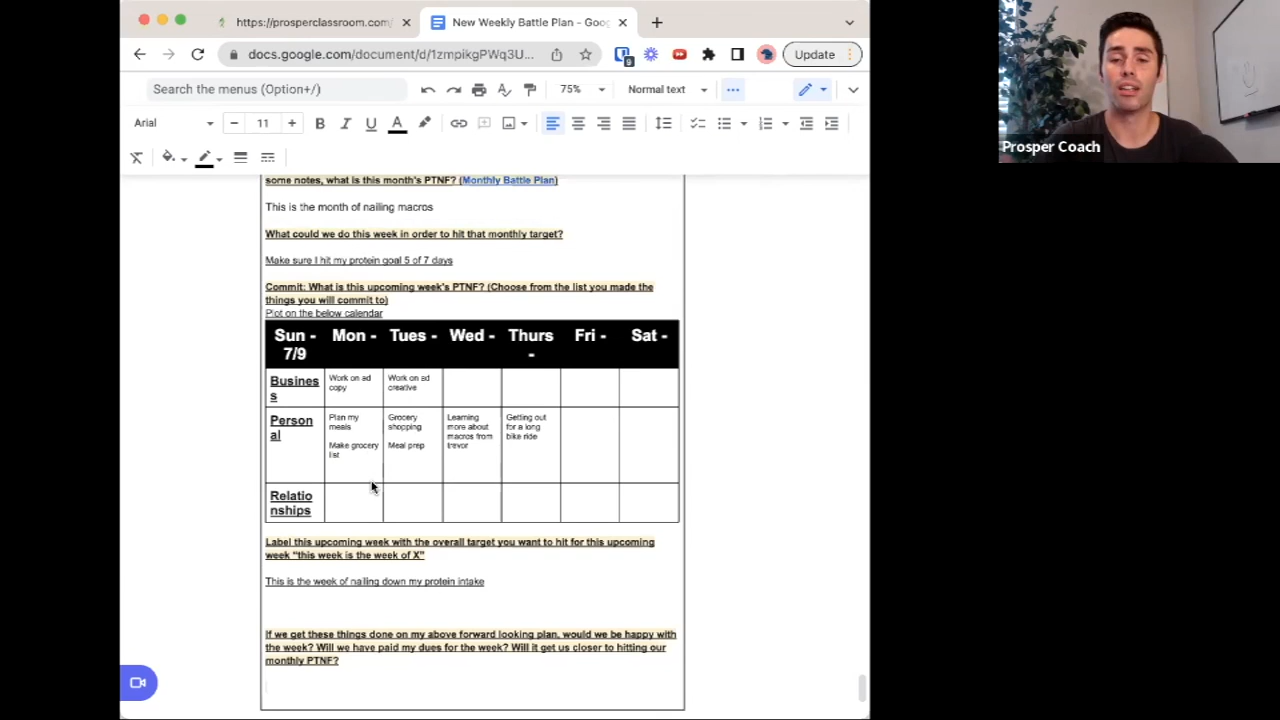 https://prosperclassroom.com/
New Weekly Battle Plan - Goo
docs.google.com/document/d/1zmpikgPWq3U...
9
Update
Search the menus (Option+/)
75%
Normal text
Arial
11
B I U A
some notes, what is this month's PTNF? (Monthly Battle Plan)
This is the month of nailing macros
What could we do this week in order to hit that monthly target?
Make sure I hit my protein goal 5 of 7 days
Commit: What is this upcoming week's PTNF? (Choose from the list you made the
things you will commit to)
Plot on the below calendar
Sun - Mon - Tues - Wed - Thurs Fri - Sat -
7/9 -
Busines Work on ad Work on ad
s copy creative
Person Plan my Grocery Learning Getting out
al meals shopping more about for a long
macros from bike ride
Make grocery Meal prep trevor
list
Relatio
nships
Label this upcoming week with the overall target you want to hit for this upcoming
week "this week is the week of X"
This is the week of nailing down my protein intake
If we get these things done on my above forward looking plan, would we be happy with
the week? Will we have paid my dues for the week? Will it get us closer to hitting our
monthly PTNF?
Prosper Coach